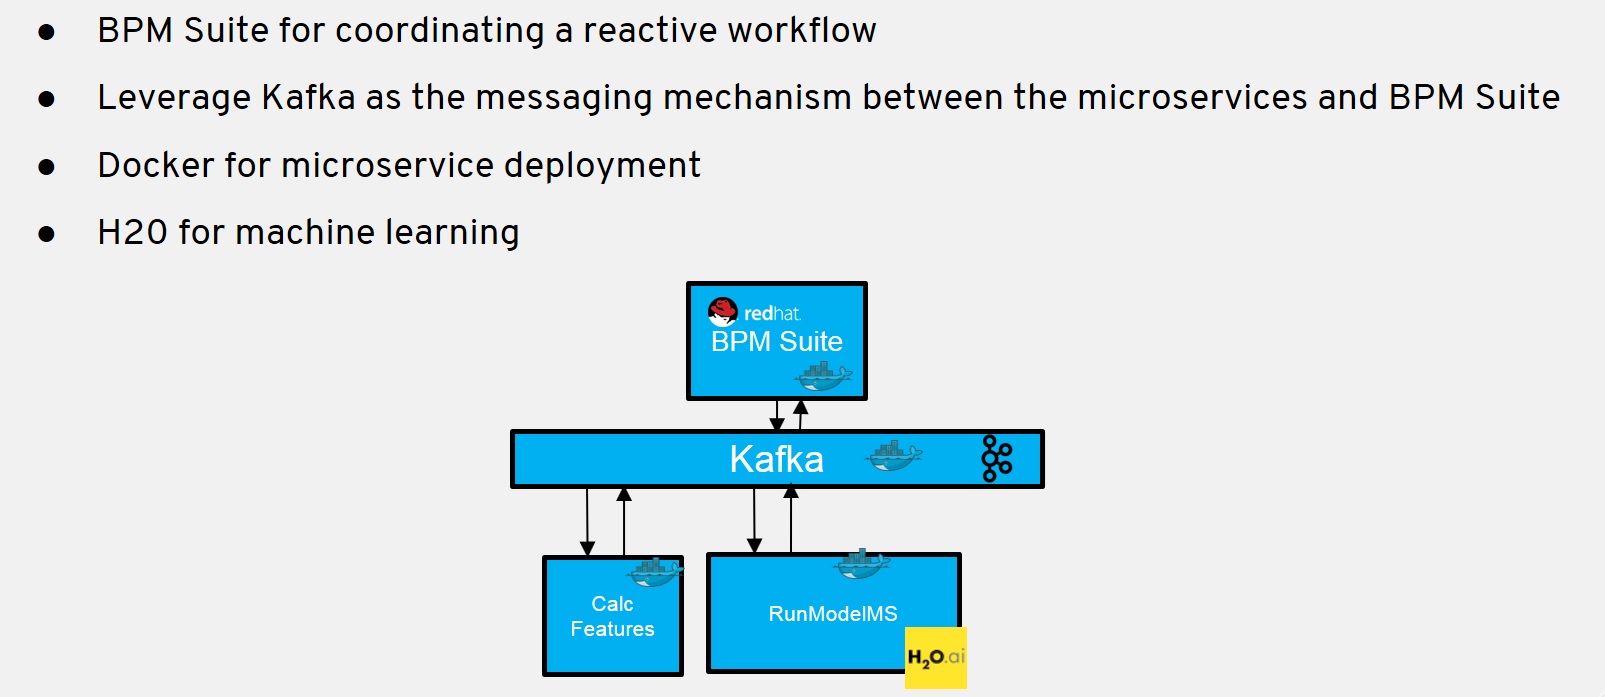 ● BPM Suite for coordinating a reactive workflow
● Leverage Kafka as the messaging mechanism between the microservices and BPM Suite
● Docker for microservice deployment
● H20 for machine learning
redhat.
BPM Suite
Kafka
Calc
Features
RunModelMS
H2O.ai